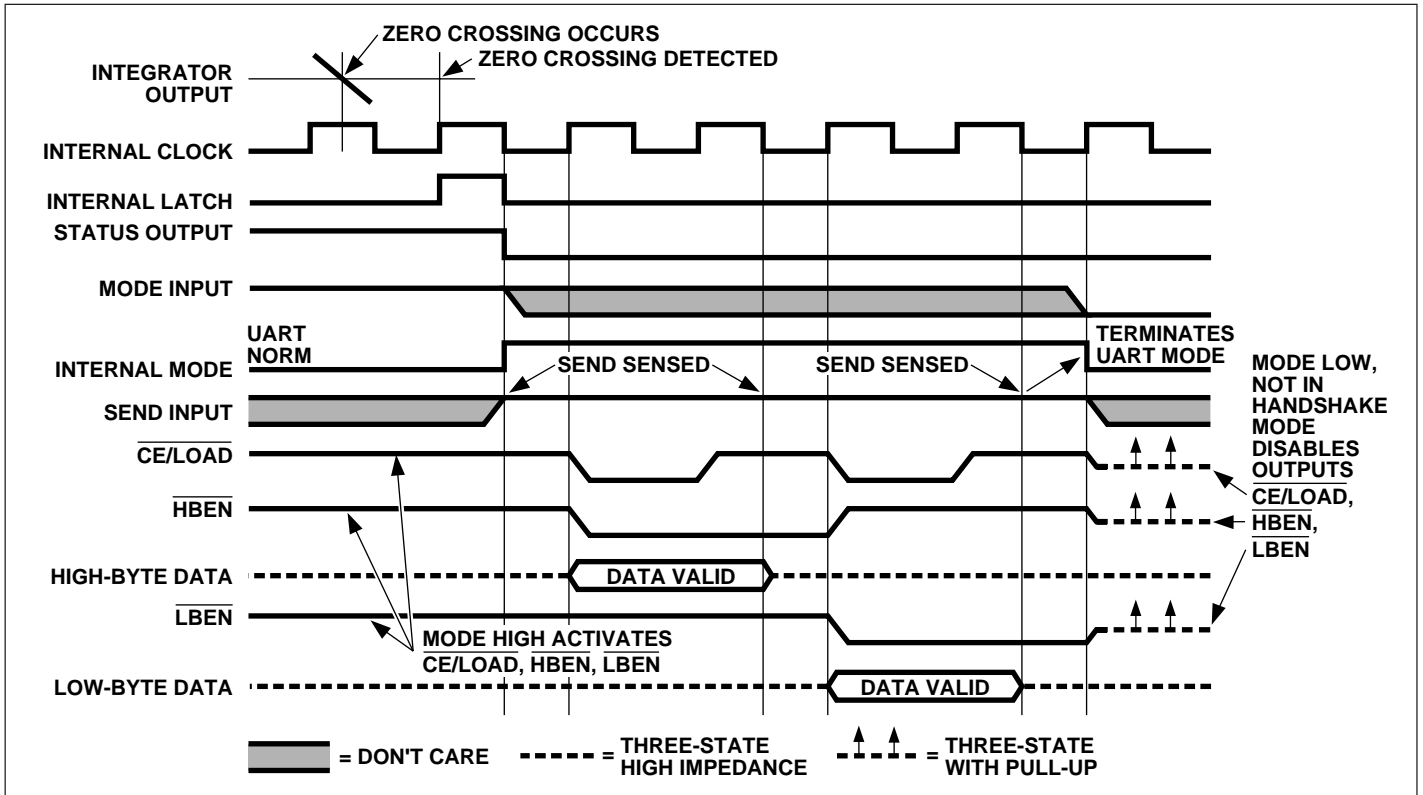 ZERO CROSSING OCCURS
ZERO CROSSING DETECTED
INTEGRATOR
OUTPUT
INTERNAL CLOCK
INTERNAL LATCH
STATUS OUTPUT
MODE INPUT
UART
NORM
TERMINATES
UART MODE
INTERNAL MODE
SEND SENSED
SEND SENSED
MODE LOW,
NOT IN
HANDSHAKE
MODE
DISABLES
OUTPUTS
CE/LOAD,
HBEN,
LBEN
SEND INPUT
CE/LOAD
HBEN
HIGH-BYTE DATA
DATA VALID
LBEN
MODE HIGH ACTIVATES
CE/LOAD, HBEN, LBEN
LOW-BYTE DATA
DATA VALID
= DON'T CARE
= THREE-STATE
HIGH IMPEDANCE
= THREE-STATE
WITH PULL-UP